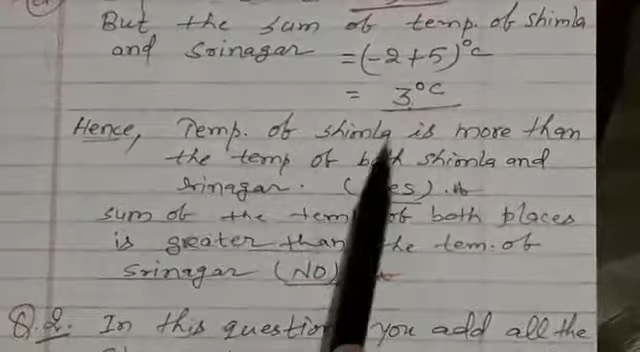 But the sum of temp. of Shimla
and Srinagar = (-2+5)°C
= 3°C
Hence, Temp. of Shimla is more than
the temp of both Shimla and
Srinagar. (Yes).
sum of the temp of both places
is greater than the tem. of
Srinagar (NO)
Q.2. In this question you add all the